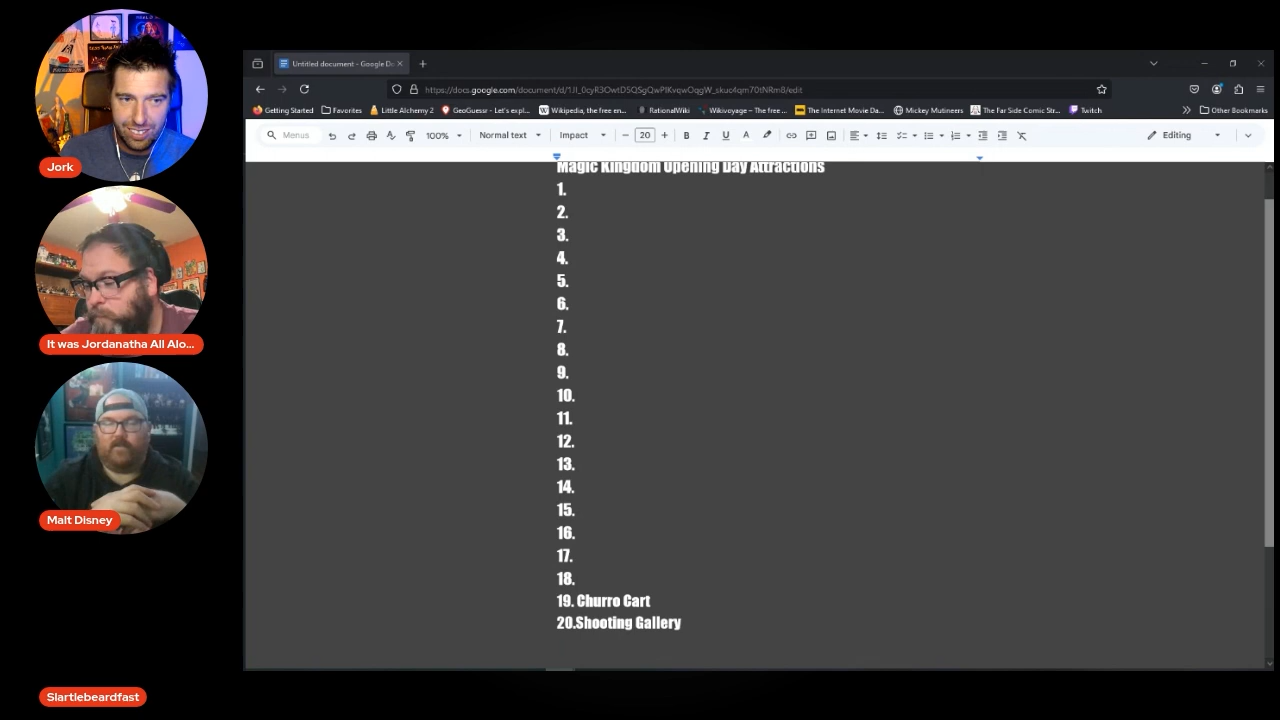 Jork
It was Jordanatha All Alo...
Malt Disney
Slartlebeardfast
Untitled document - Google Do
Getting Started
Favorites
Little Alchemy 2
GeoGuessr - Let's expl...
Wikipedia, the free en...
RationalWiki
Wikivoyage – the free...
The Internet Movie Da...
Mickey Mutineers
The Far Side Comic Str...
Twitch
Other Bookmarks
Menus
100%
Normal text
Impact
20
Editing
Magic Kingdom Opening Day Attractions
1.
2.
3.
4.
5.
6.
7.
8.
9.
10.
11.
12.
13.
14.
15.
16.
17.
18.
19. Churro Cart
20.Shooting Gallery